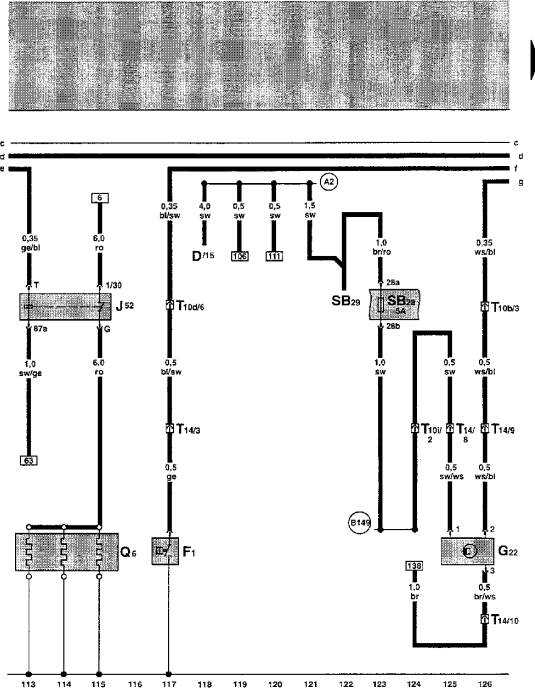 c c
d d
e f
g
A2
6
0,35
ge/bl
6,0
ro
0,35
bl/sw
4,0
sw
0,5
sw
0,5
sw
1,5
sw
1,0
br/ro
0,35
ws/bl
D/15
106
111
T 1/30
J52
87a G
28a
SB29
SB28
5A
28b
T10d/6
T10b/3
1,0
sw/ge
6,0
ro
0,5
bl/sw
1,0
sw
0,5
sw
0,5
ws/bl
T14/3
T10i/
2
T14/
8
T14/9
63
0,5
ge
0,5
sw/ws
0,5
ws/bl
B149
1 2
Q6
F1
G22
138
3
1,0
br
0,5
br/ws
T14/10
113 114 115 116 117 118 119 120 121 122 123 124 125 126